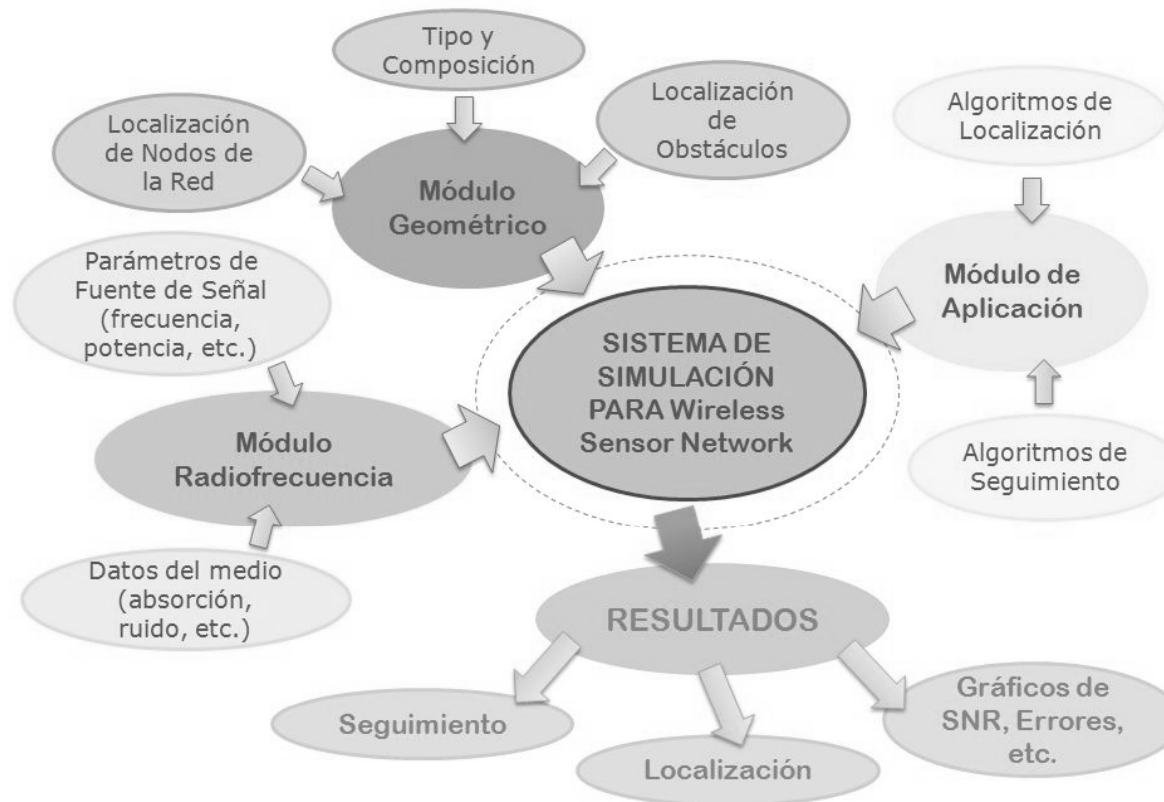 Tipo y
Composición
Localización
de Nodos de
la Red
Localización
de
Obstáculos
Módulo
Geométrico
Algoritmos de
Localización
Módulo de
Aplicación
Algoritmos de
Seguimiento
Parámetros de
Fuente de Señal
(frecuencia,
potencia, etc.)
Módulo
Radiofrecuencia
Datos del medio
(absorción,
ruido, etc.)
SISTEMA DE
SIMULACIÓN
PARA Wireless
Sensor Network
RESULTADOS
Seguimiento
Localización
Gráficos de
SNR, Errores,
etc.